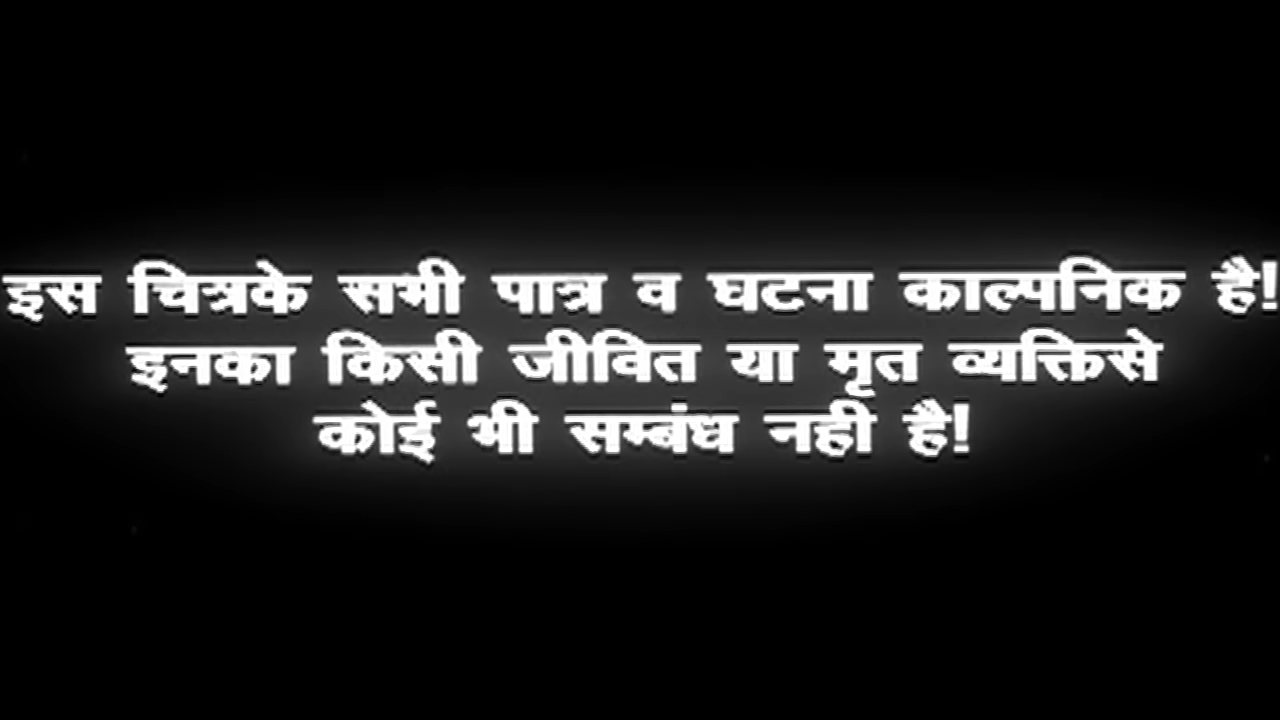 इस चित्रके सभी पात्र व घटना काल्पनिक है!
इनका किसी जीवित या मृत व्यक्तिसे
कोई भी सम्बंध नही है!